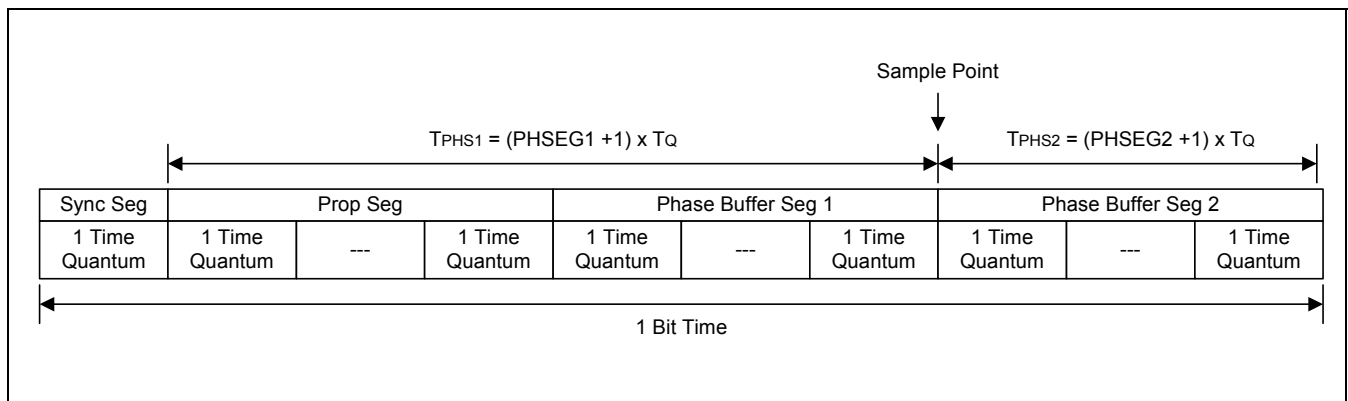 Sample Point
TPHS1 = (PHSEG1 +1) x TQ
TPHS2 = (PHSEG2 +1) x TQ
Sync Seg
Prop Seg
Phase Buffer Seg 1
Phase Buffer Seg 2
1 Time
Quantum
1 Time
Quantum
---
1 Time
Quantum
1 Time
Quantum
---
1 Time
Quantum
1 Time
Quantum
---
1 Time
Quantum
1 Bit Time